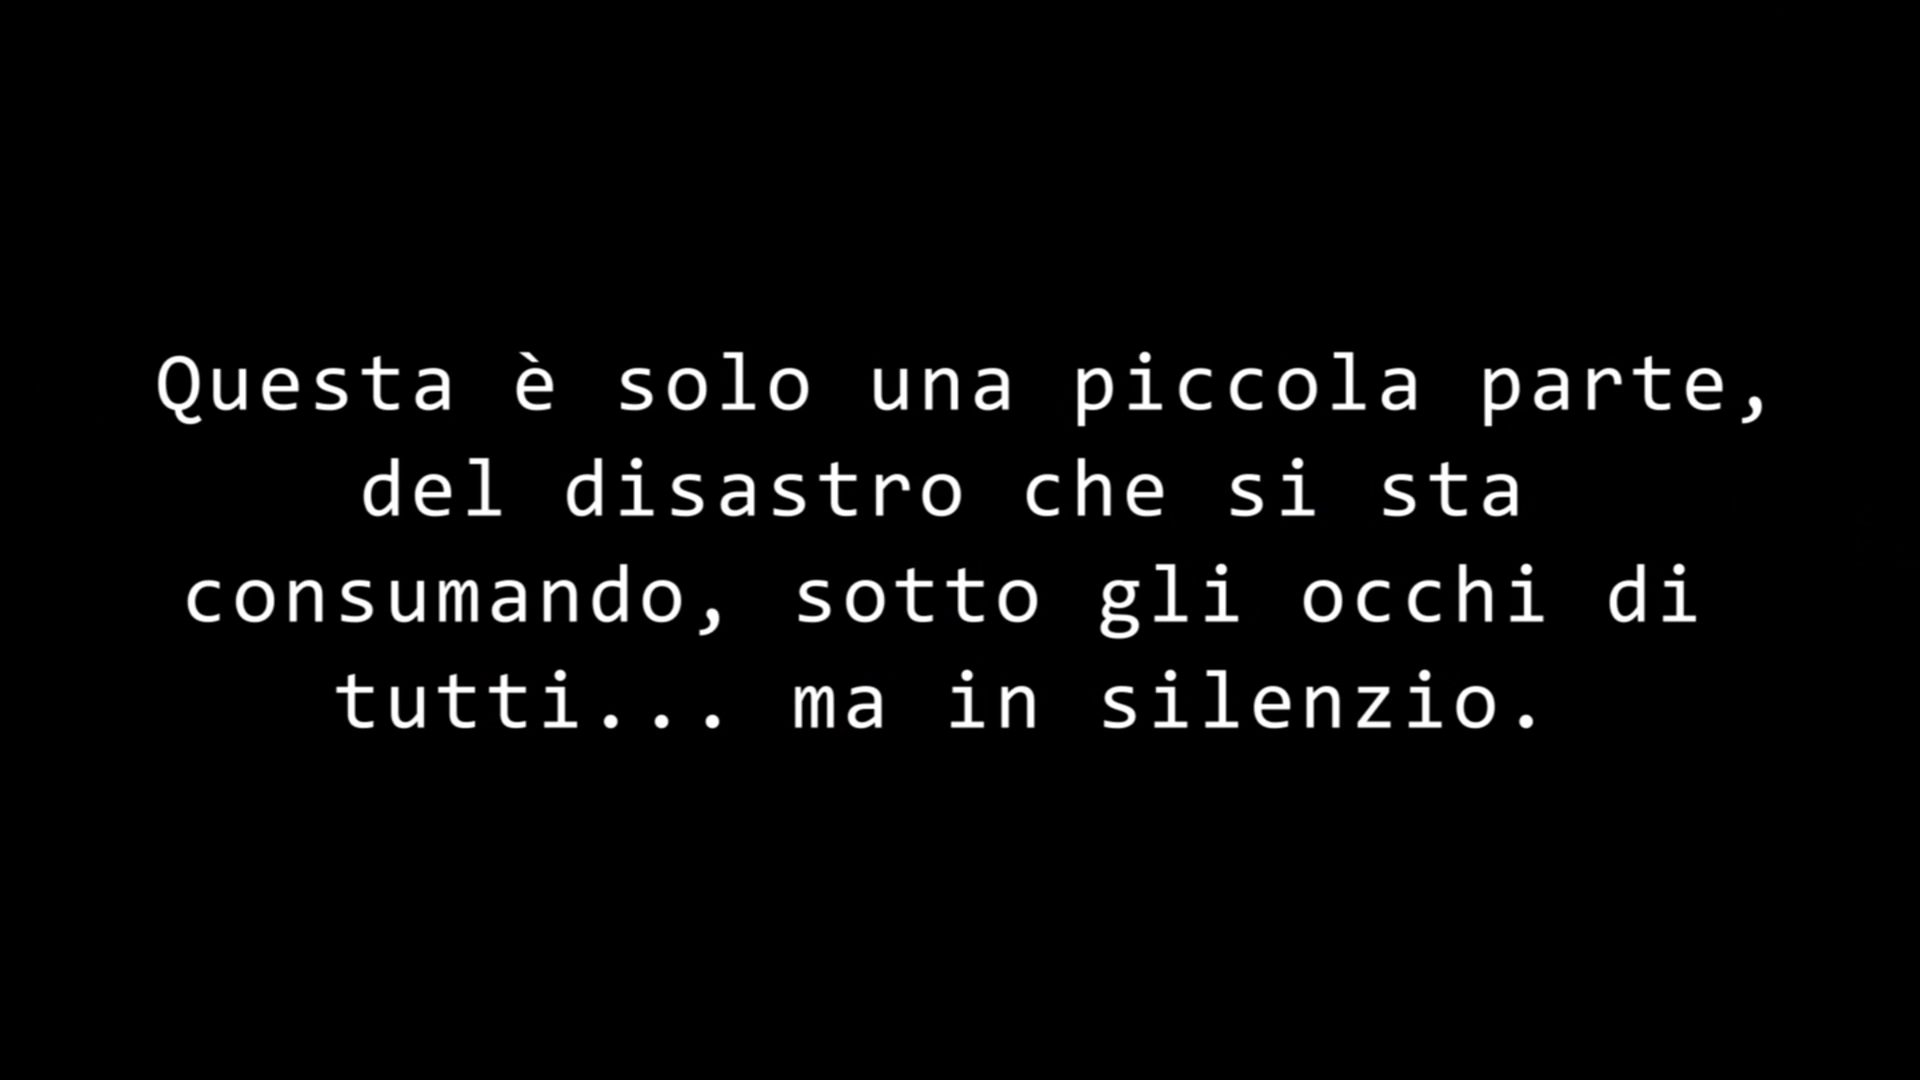 Questa è solo una piccola parte,
del disastro che si sta
consumando, sotto gli occhi di
tutti... ma in silenzio.